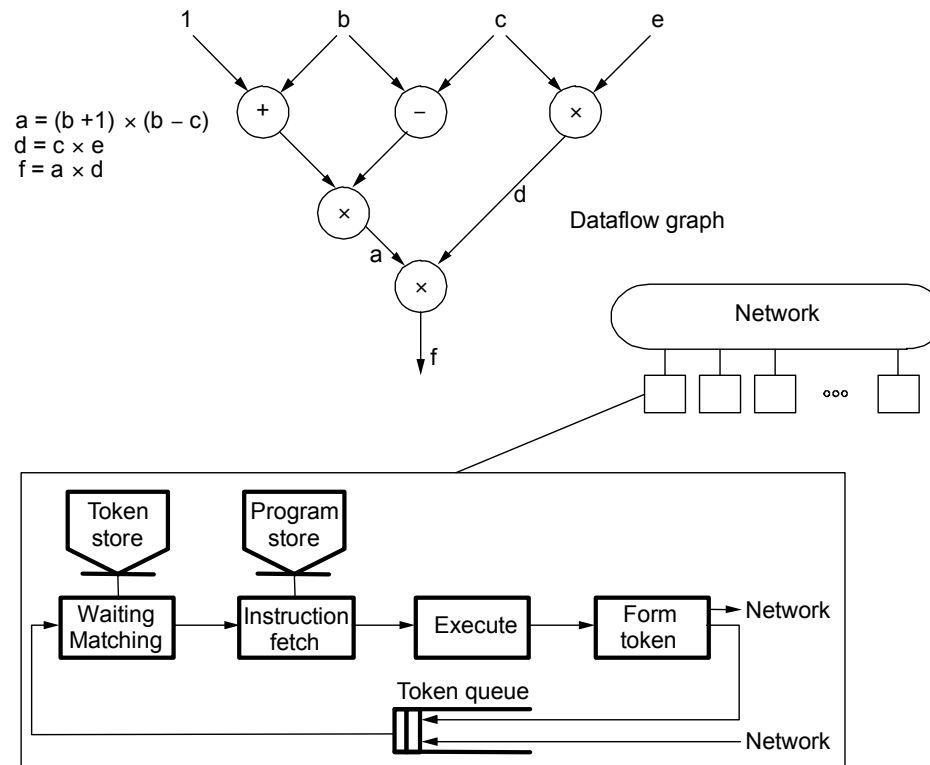 1
b
c
e
+
−
×
a = (b +1) × (b − c)
d = c × e
f = a × d
×
d
Dataflow graph
a
×
f
Network
Token
store
Program
store
Waiting
Matching
Instruction
fetch
Execute
Form
token
Network
Token queue
Network